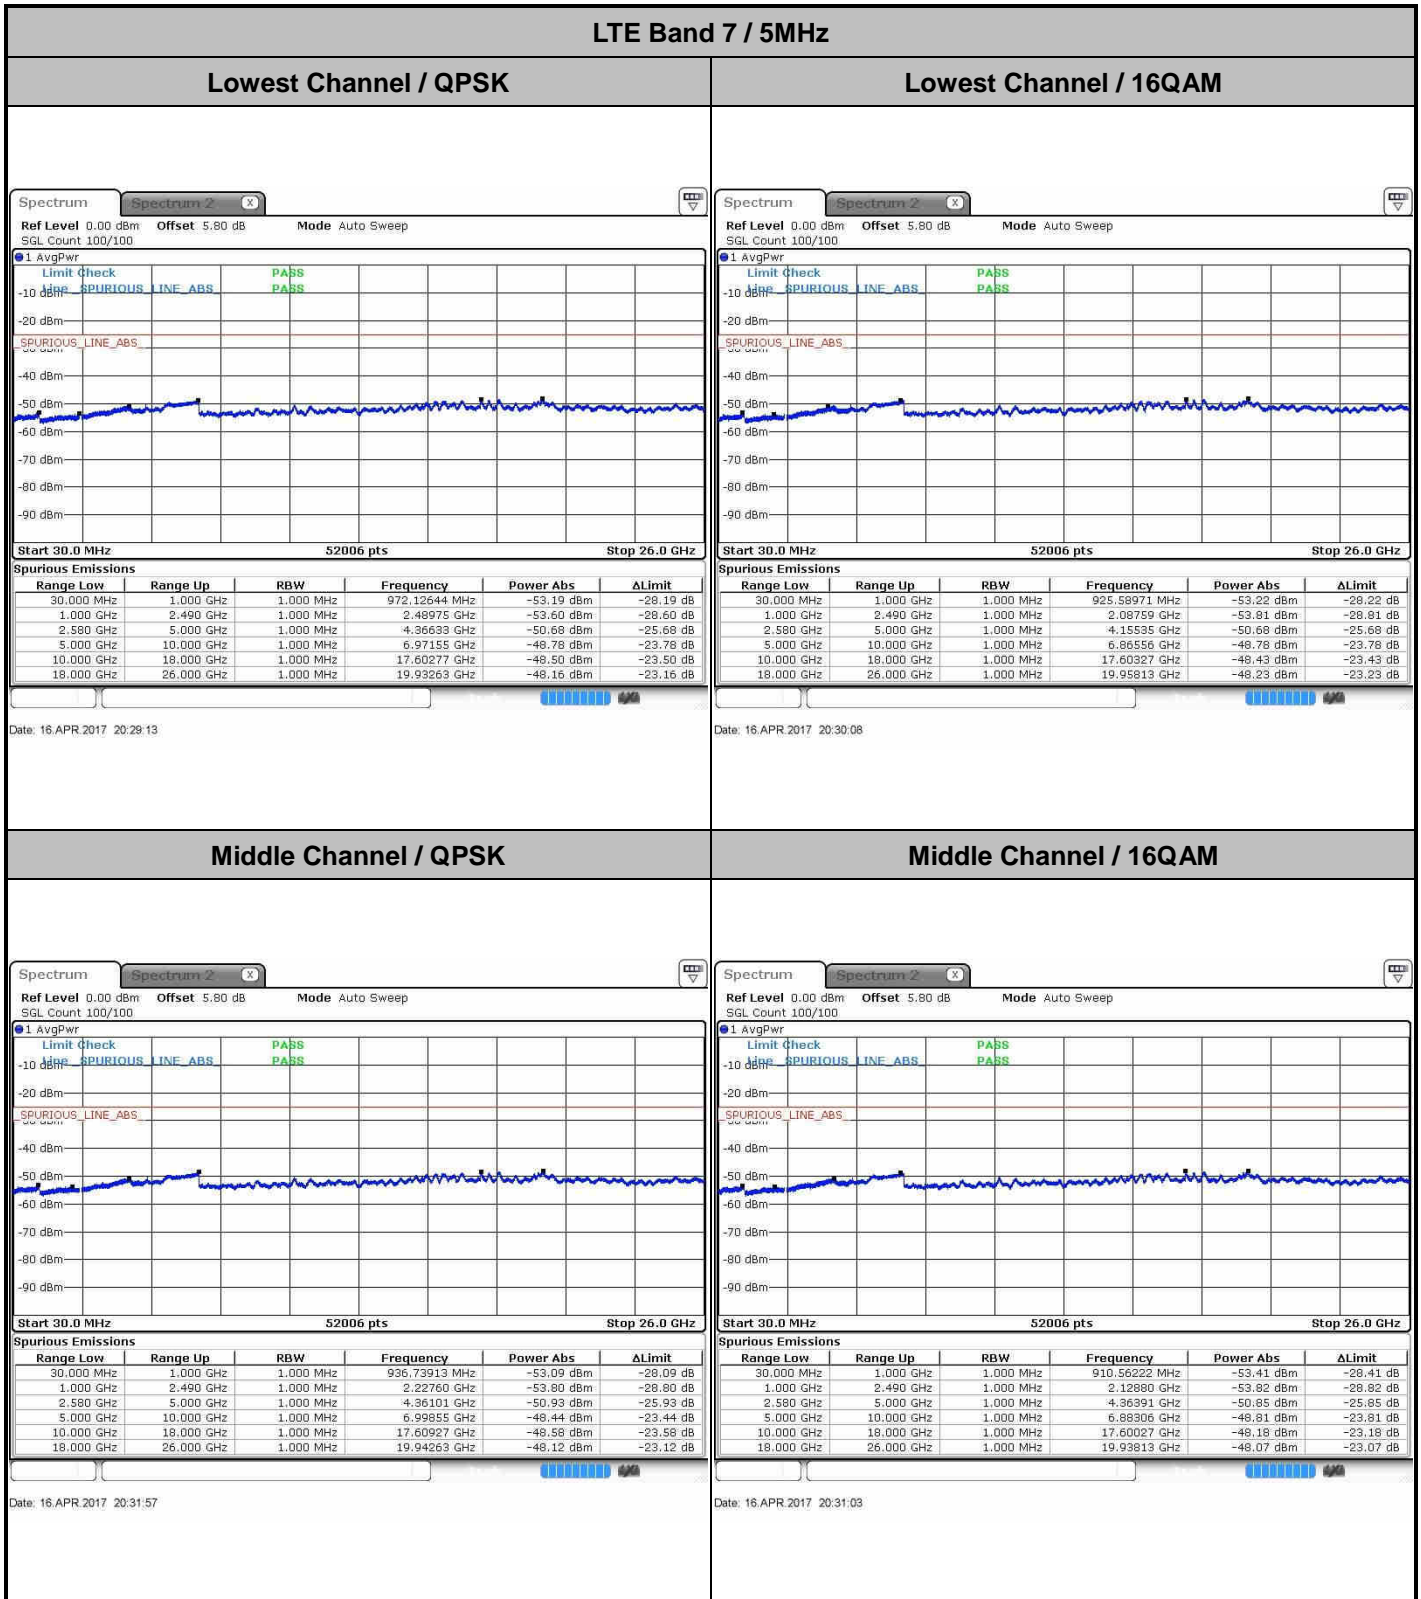 LTE Band 7 / 5MHz
Lowest Channel / QPSK
Lowest Channel / 16QAM
Spectrum Spectrum 2 X
Ref Level 0.00 dBm Offset 5.80 dB Mode Auto Sweep
SGL Count 100/100
1 AvgPwr
Limit Check PASS
Line _SPURIOUS_LINE_ABS_ PASS
-10 dBm
-20 dBm
_SPURIOUS_LINE_ABS_
-30 dBm
-40 dBm
-50 dBm
-60 dBm
-70 dBm
-80 dBm
-90 dBm
Start 30.0 MHz 52006 pts Stop 26.0 GHz
Spurious Emissions
Range Low Range Up RBW Frequency Power Abs ΔLimit
30.000 MHz 1.000 GHz 1.000 MHz 972.12644 MHz -53.19 dBm -28.19 dB
1.000 GHz 2.490 GHz 1.000 MHz 2.48975 GHz -53.60 dBm -28.60 dB
2.580 GHz 5.000 GHz 1.000 MHz 4.36633 GHz -50.68 dBm -25.68 dB
5.000 GHz 10.000 GHz 1.000 MHz 6.97155 GHz -48.78 dBm -23.78 dB
10.000 GHz 18.000 GHz 1.000 MHz 17.60277 GHz -48.50 dBm -23.50 dB
18.000 GHz 26.000 GHz 1.000 MHz 19.93263 GHz -48.16 dBm -23.16 dB
Date: 16.APR.2017 20:29:13
Spectrum Spectrum 2 X
Ref Level 0.00 dBm Offset 5.80 dB Mode Auto Sweep
SGL Count 100/100
1 AvgPwr
Limit Check PASS
Line _SPURIOUS_LINE_ABS_ PASS
-10 dBm
-20 dBm
_SPURIOUS_LINE_ABS_
-30 dBm
-40 dBm
-50 dBm
-60 dBm
-70 dBm
-80 dBm
-90 dBm
Start 30.0 MHz 52006 pts Stop 26.0 GHz
Spurious Emissions
Range Low Range Up RBW Frequency Power Abs ΔLimit
30.000 MHz 1.000 GHz 1.000 MHz 925.58971 MHz -53.22 dBm -28.22 dB
1.000 GHz 2.490 GHz 1.000 MHz 2.08759 GHz -53.81 dBm -28.81 dB
2.580 GHz 5.000 GHz 1.000 MHz 4.15535 GHz -50.68 dBm -25.68 dB
5.000 GHz 10.000 GHz 1.000 MHz 6.86556 GHz -48.78 dBm -23.78 dB
10.000 GHz 18.000 GHz 1.000 MHz 17.60327 GHz -48.43 dBm -23.43 dB
18.000 GHz 26.000 GHz 1.000 MHz 19.95813 GHz -48.23 dBm -23.23 dB
Date: 16.APR.2017 20:30:08
Middle Channel / QPSK
Middle Channel / 16QAM
Spectrum Spectrum 2 X
Ref Level 0.00 dBm Offset 5.80 dB Mode Auto Sweep
SGL Count 100/100
1 AvgPwr
Limit Check PASS
Line _SPURIOUS_LINE_ABS_ PASS
-10 dBm
-20 dBm
_SPURIOUS_LINE_ABS_
-30 dBm
-40 dBm
-50 dBm
-60 dBm
-70 dBm
-80 dBm
-90 dBm
Start 30.0 MHz 52006 pts Stop 26.0 GHz
Spurious Emissions
Range Low Range Up RBW Frequency Power Abs ΔLimit
30.000 MHz 1.000 GHz 1.000 MHz 936.73913 MHz -53.09 dBm -28.09 dB
1.000 GHz 2.490 GHz 1.000 MHz 2.22760 GHz -53.80 dBm -28.80 dB
2.580 GHz 5.000 GHz 1.000 MHz 4.36101 GHz -50.93 dBm -25.93 dB
5.000 GHz 10.000 GHz 1.000 MHz 6.99855 GHz -48.44 dBm -23.44 dB
10.000 GHz 18.000 GHz 1.000 MHz 17.60927 GHz -48.58 dBm -23.58 dB
18.000 GHz 26.000 GHz 1.000 MHz 19.94263 GHz -48.12 dBm -23.12 dB
Date: 16.APR.2017 20:31:57
Spectrum Spectrum 2 X
Ref Level 0.00 dBm Offset 5.80 dB Mode Auto Sweep
SGL Count 100/100
1 AvgPwr
Limit Check PASS
Line _SPURIOUS_LINE_ABS_ PASS
-10 dBm
-20 dBm
_SPURIOUS_LINE_ABS_
-30 dBm
-40 dBm
-50 dBm
-60 dBm
-70 dBm
-80 dBm
-90 dBm
Start 30.0 MHz 52006 pts Stop 26.0 GHz
Spurious Emissions
Range Low Range Up RBW Frequency Power Abs ΔLimit
30.000 MHz 1.000 GHz 1.000 MHz 910.56222 MHz -53.41 dBm -28.41 dB
1.000 GHz 2.490 GHz 1.000 MHz 2.12880 GHz -53.82 dBm -28.82 dB
2.580 GHz 5.000 GHz 1.000 MHz 4.36391 GHz -50.85 dBm -25.85 dB
5.000 GHz 10.000 GHz 1.000 MHz 6.88306 GHz -48.81 dBm -23.81 dB
10.000 GHz 18.000 GHz 1.000 MHz 17.60027 GHz -48.18 dBm -23.18 dB
18.000 GHz 26.000 GHz 1.000 MHz 19.93813 GHz -48.07 dBm -23.07 dB
Date: 16.APR.2017 20:31:03